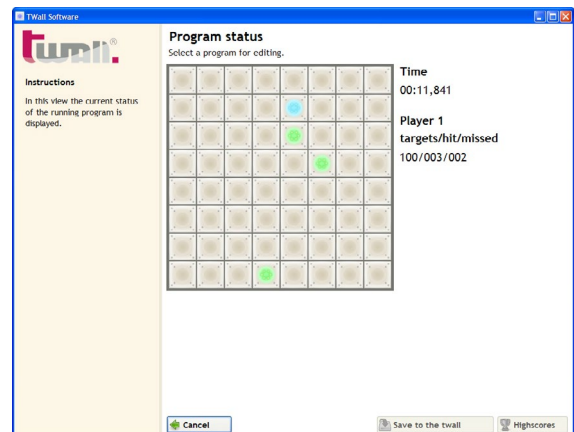 TWall Software
twall.®
Instructions
In this view the current status
of the running program is
displayed.
Program status
Select a program for editing.
Time
00:11,841
Player 1
targets/hit/missed
100/003/002
Cancel
Save to the twall
Highscores